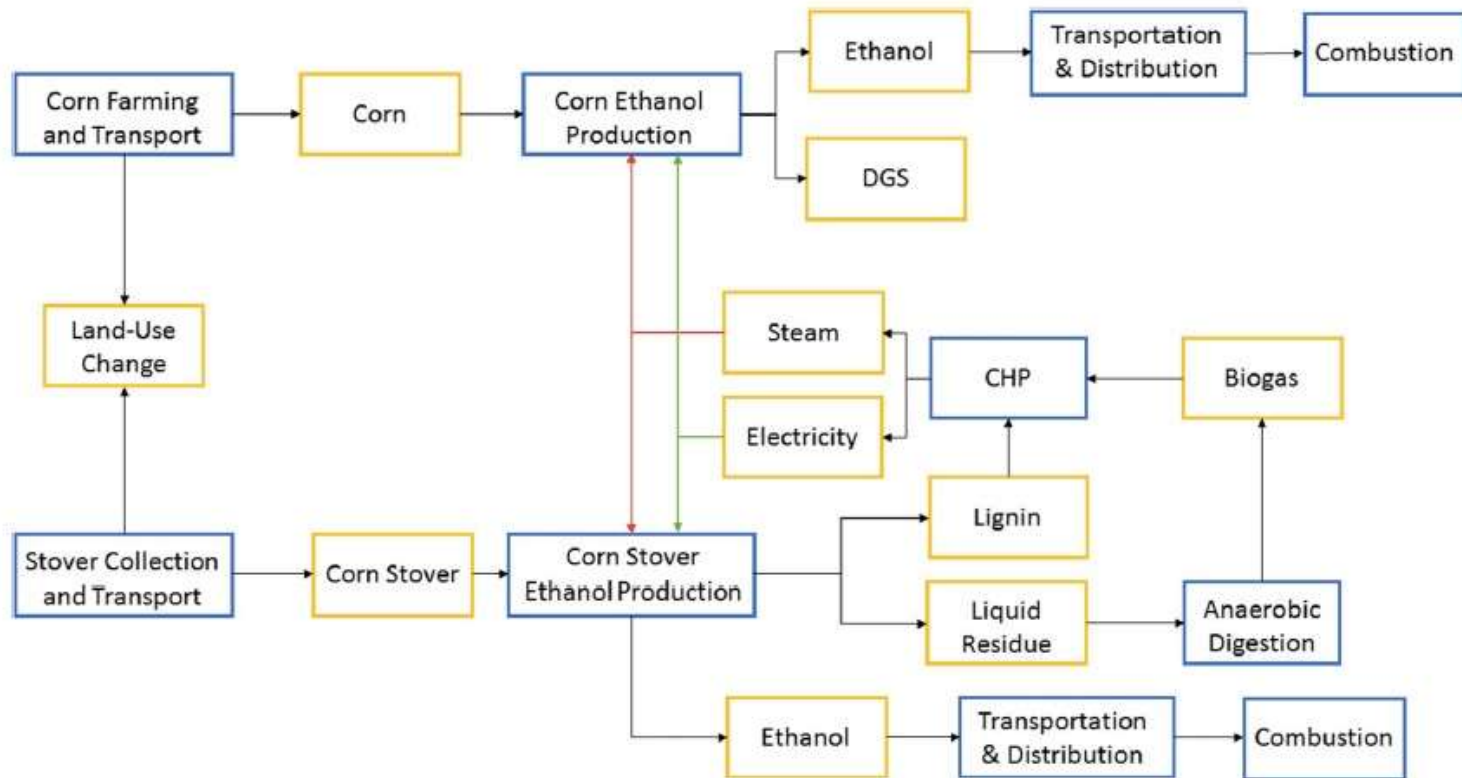 Ethanol
Transportation
& Distribution
Combustion
Corn Farming
and Transport
Corn
Corn Ethanol
Production
DGS
Land-Use
Change
Steam
CHP
Biogas
Electricity
Lignin
Stover Collection
and Transport
Corn Stover
Corn Stover
Ethanol Production
Liquid
Residue
Anaerobic
Digestion
Ethanol
Transportation
& Distribution
Combustion